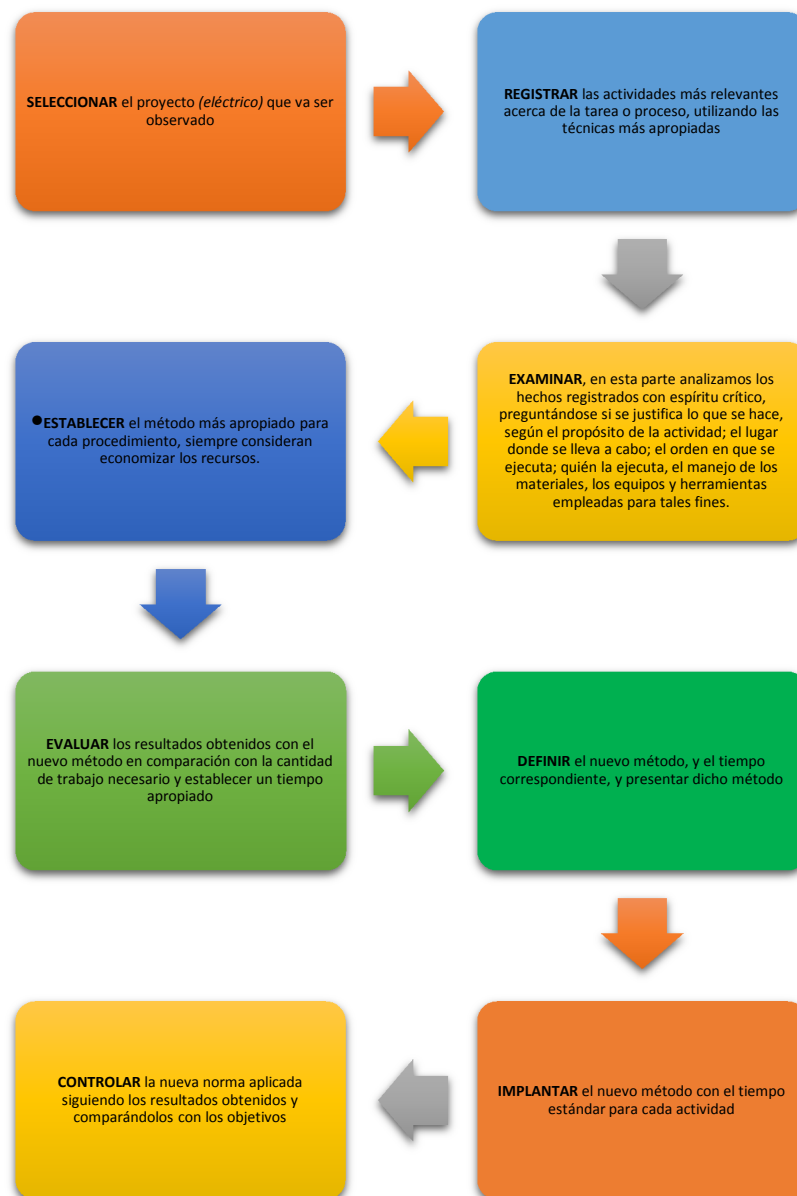 SELECCIONAR el proyecto (eléctrico) que va ser
observado
REGISTRAR las actividades más relevantes
acerca de la tarea o proceso, utilizando las
técnicas más apropiadas
EXAMINAR, en esta parte analizamos los
hechos registrados con espíritu crítico,
preguntándose si se justifica lo que se hace,
según el propósito de la actividad; el lugar
donde se lleva a cabo; el orden en que se
ejecuta; quién la ejecuta, el manejo de los
materiales, los equipos y herramientas
empleadas para tales fines.
•ESTABLECER el método más apropiado para
cada procedimiento, siempre consideran
economizar los recursos.
EVALUAR los resultados obtenidos con el
nuevo método en comparación con la cantidad
de trabajo necesario y establecer un tiempo
apropiado
DEFINIR el nuevo método, y el tiempo
correspondiente, y presentar dicho método
IMPLANTAR el nuevo método con el tiempo
estándar para cada actividad
CONTROLAR la nueva norma aplicada
siguiendo los resultados obtenidos y
comparándolos con los objetivos